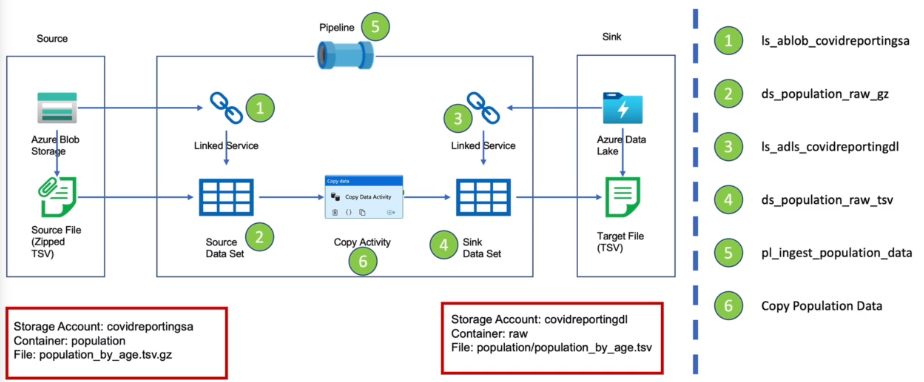 Pipeline
5
Source
Sink
1
3
Azure Blob
Storage
Linked Service
Linked Service
Azure Data
Lake
Copy data
Copy Data Activity
Source File
(Zipped
TSV)
Source
Data Set
2
Copy Activity
6
4
Sink
Data Set
Target File
(TSV)
Storage Account: covidreportingsa
Container: population
File: population_by_age.tsv.gz
Storage Account: covidreportingdl
Container: raw
File: population/population_by_age.tsv
1 ls_ablob_covidreportingsa
2 ds_population_raw_gz
3 ls_adls_covidreportingdl
4 ds_population_raw_tsv
5 pl_ingest_population_data
6 Copy Population Data